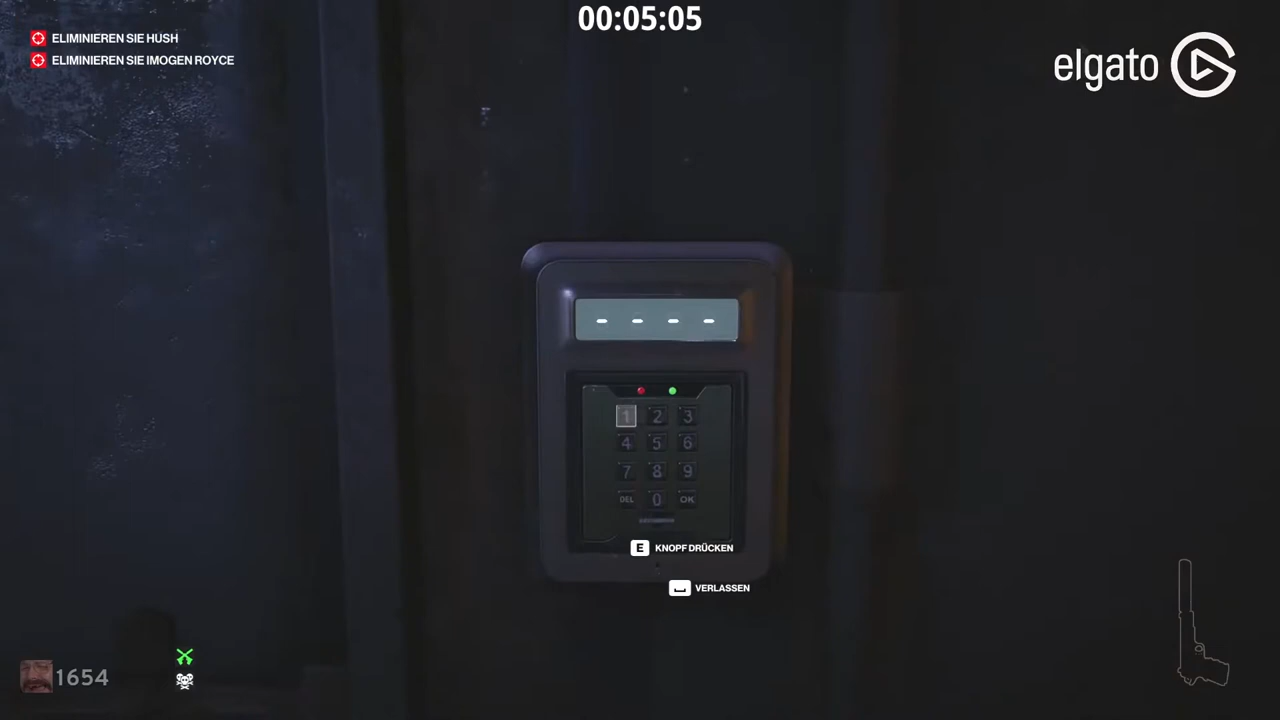 00:05:05
ELIMINIEREN SIE HUSH
ELIMINIEREN SIE IMOGEN ROYCE
elgato
- - - -
1 2 3
4 5 6
7 8 9
DEL 0 OK
E KNOPF DRÜCKEN
VERLASSEN
1654